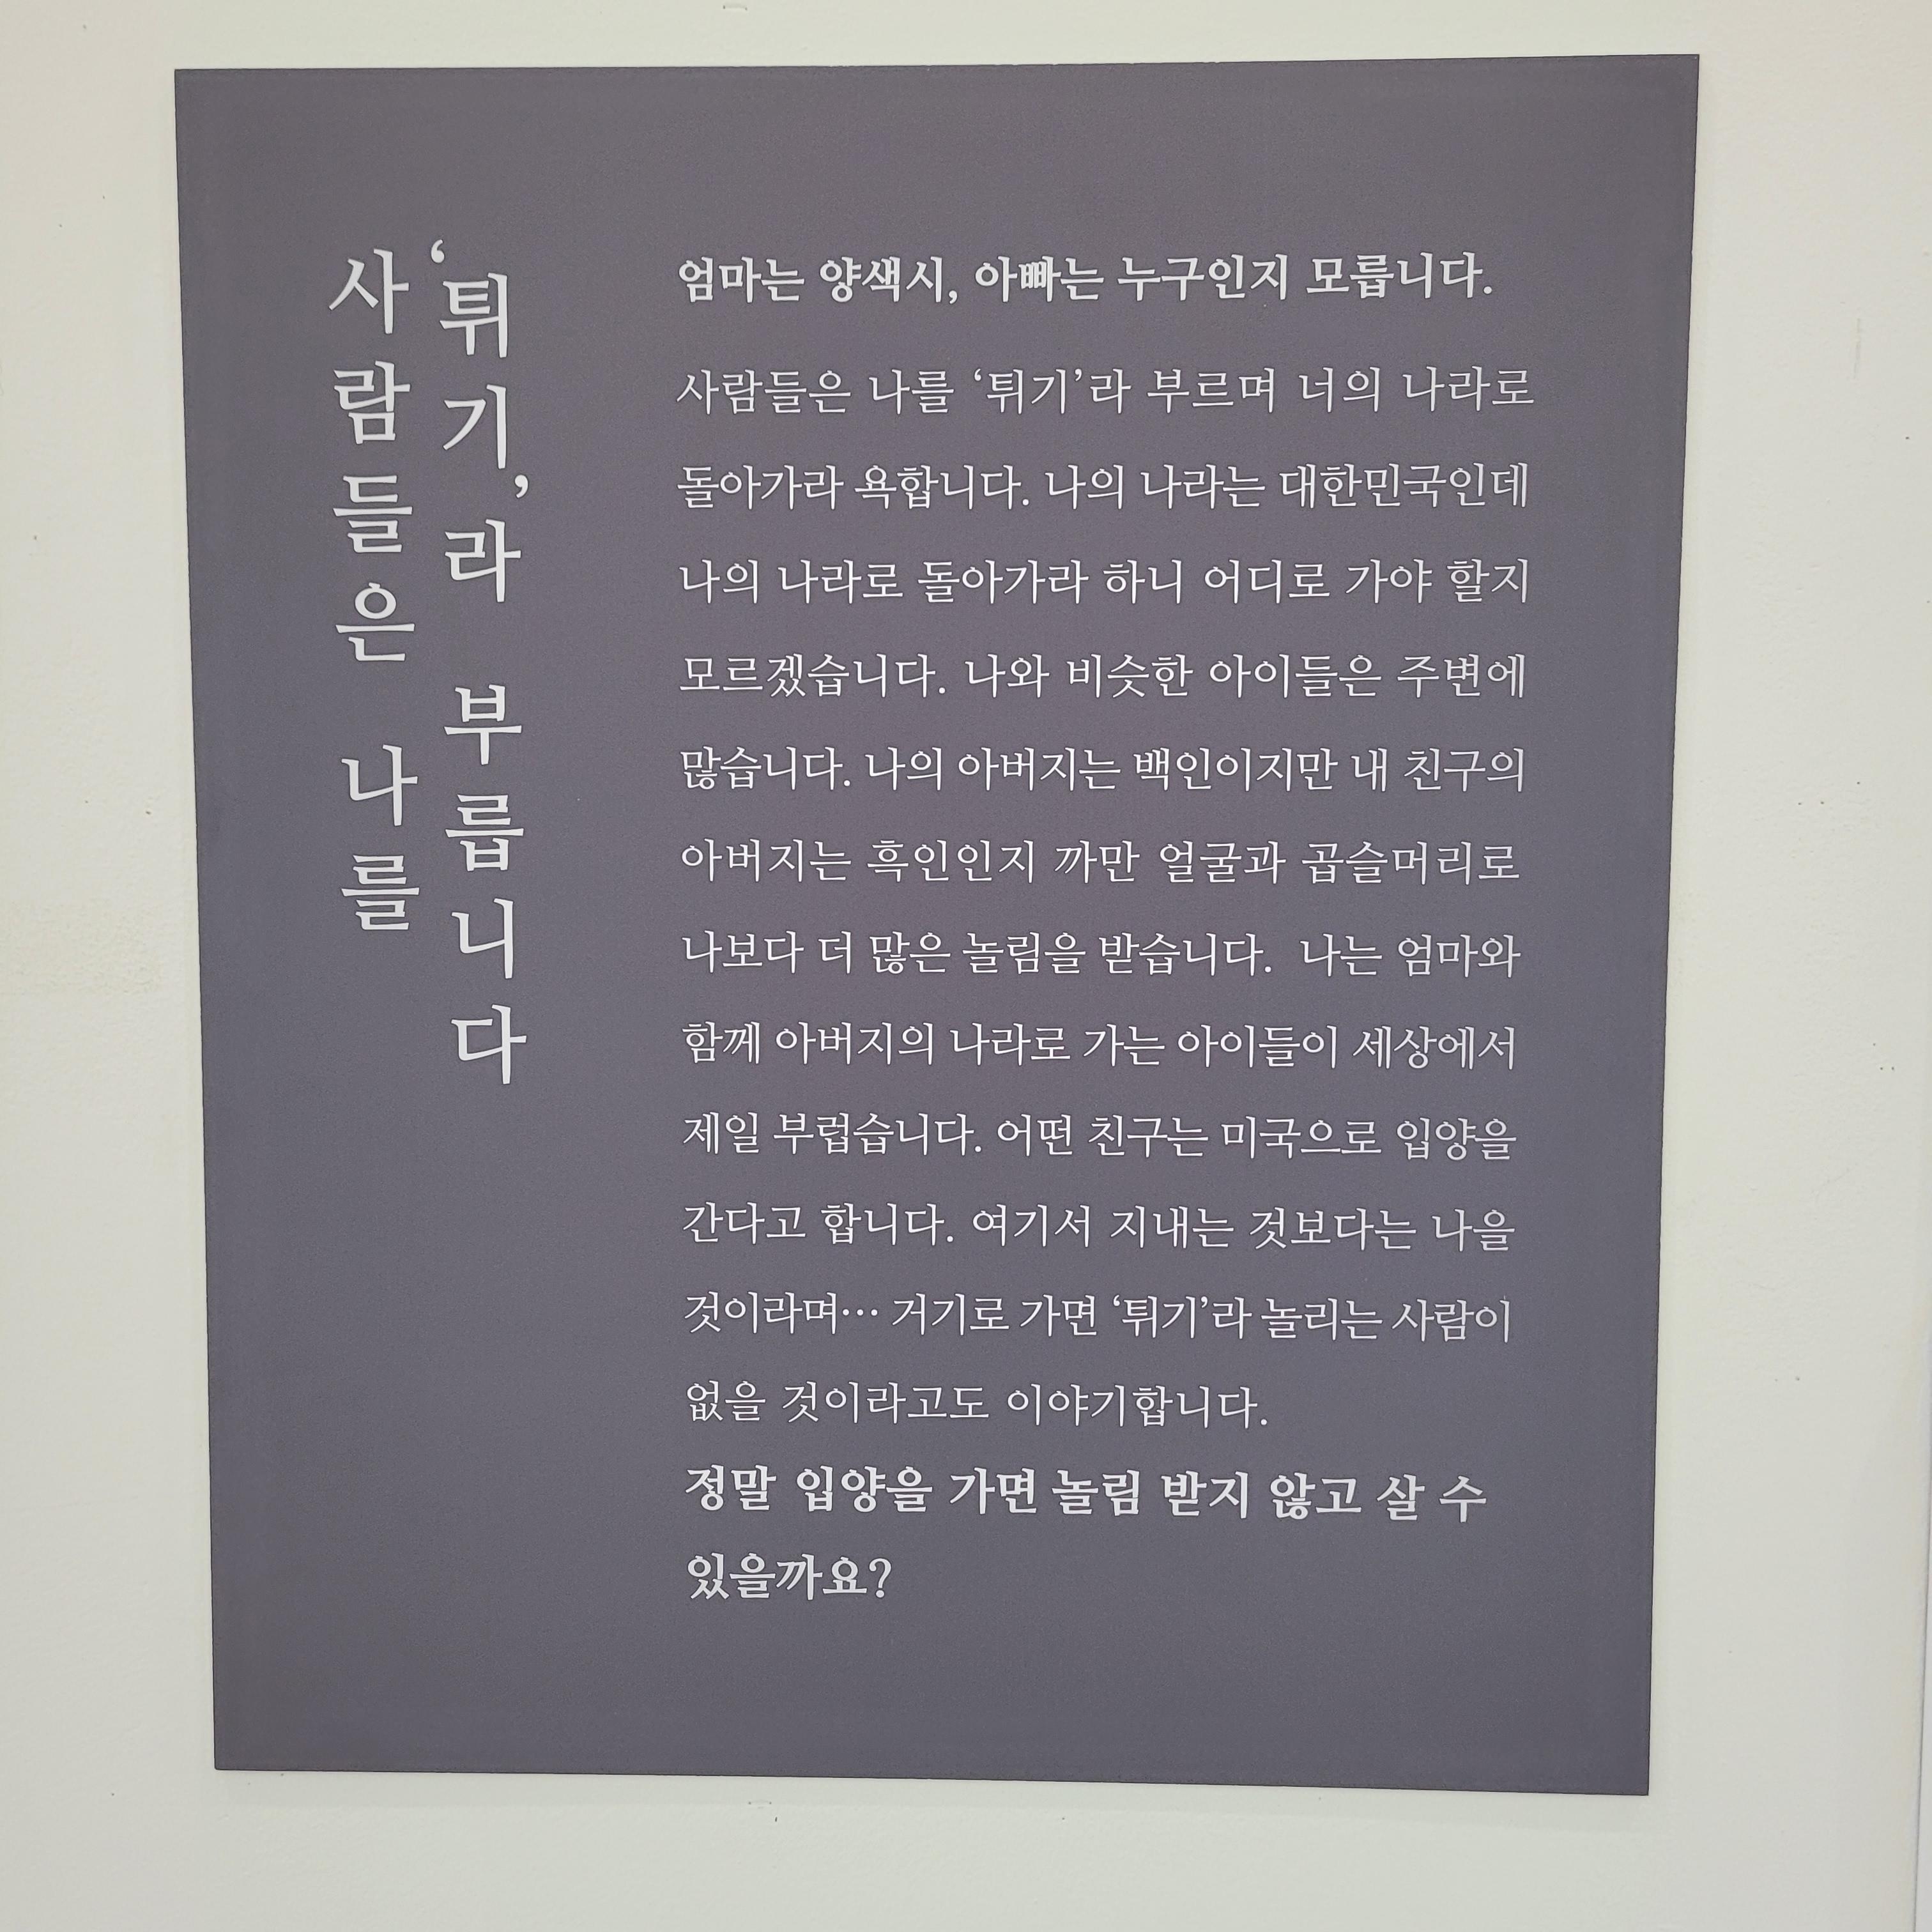 사람들은 나를
‘튀기’라 부릅니다
엄마는 양색시, 아빠는 누구인지 모릅니다.
사람들은 나를 ‘튀기’라 부르며 너의 나라로
돌아가라 욕합니다. 나의 나라는 대한민국인데
나의 나라로 돌아가라 하니 어디로 가야 할지
모르겠습니다. 나와 비슷한 아이들은 주변에
많습니다. 나의 아버지는 백인이지만 내 친구의
아버지는 흑인인지 까만 얼굴과 곱슬머리로
나보다 더 많은 놀림을 받습니다. 나는 엄마와
함께 아버지의 나라로 가는 아이들이 세상에서
제일 부럽습니다. 어떤 친구는 미국으로 입양을
간다고 합니다. 여기서 지내는 것보다는 나을
것이라며… 거기로 가면 ‘튀기’라 놀리는 사람이
없을 것이라고도 이야기합니다.
정말 입양을 가면 놀림 받지 않고 살 수
있을까요?